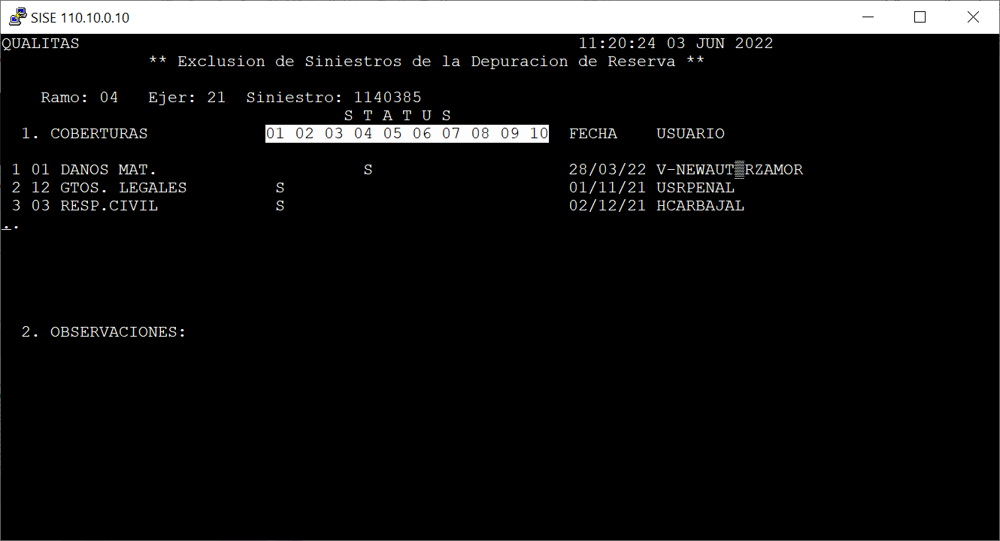 SISE 110.10.0.10
QUALITAS 11:20:24 03 JUN 2022
** Exclusion de Siniestros de la Depuracion de Reserva **
Ramo: 04 Ejer: 21 Siniestro: 1140385
S T A T U S
1. COBERTURAS 01 02 03 04 05 06 07 08 09 10 FECHA USUARIO
1 01 DANOS MAT. S 28/03/22 V-NEWAUT▒RZAMOR
2 12 GTOS. LEGALES S 01/11/21 USRPENAL
3 03 RESP.CIVIL S 02/12/21 HCARBAJAL
..
2. OBSERVACIONES: